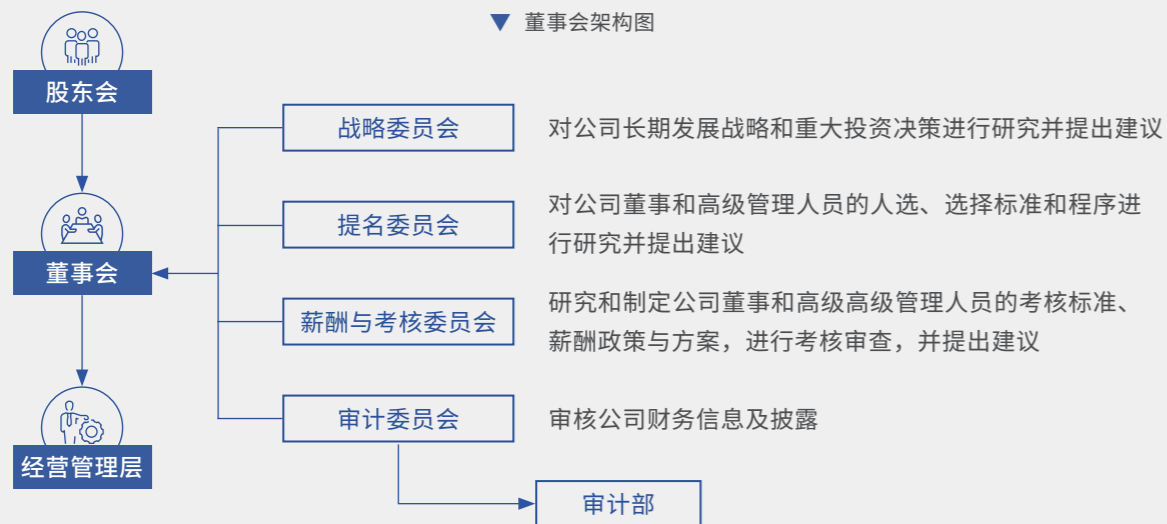 董事会架构图
股东会
战略委员会
对公司长期发展战略和重大投资决策进行研究并提出建议
提名委员会
对公司董事和高级管理人员的人选、选择标准和程序进
行研究并提出建议
董事会
薪酬与考核委员会
研究和制定公司董事和高级高级管理人员的考核标准、
薪酬政策与方案，进行考核审查，并提出建议
审计委员会
审核公司财务信息及披露
经营管理层
审计部